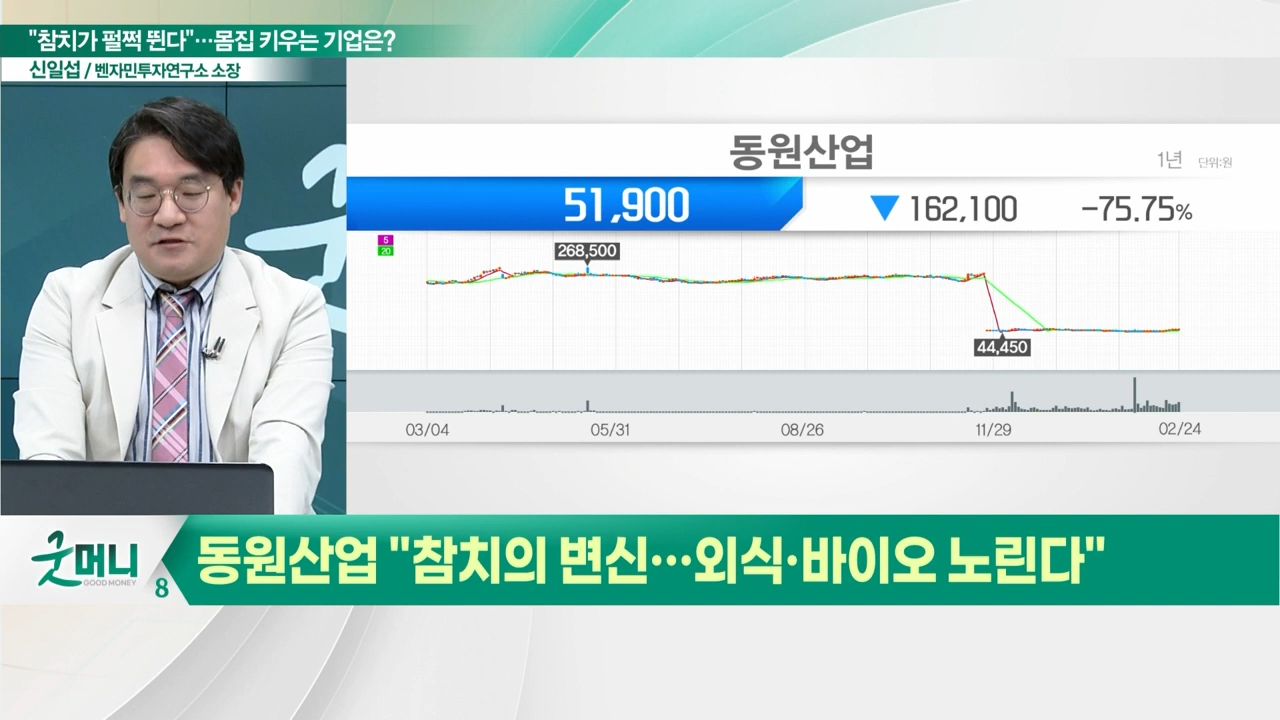 "참치가 펄쩍 뛴다"…몸집 키우는 기업은?
신일섭 / 벤자민투자연구소 소장
동원산업
1년 단위:원
51,900 ▼ 162,100 -75.75%
5
20
268,500
44,450
03/04 05/31 08/26 11/29 02/24
굿머니
GOOD MONEY
8
동원산업 "참치의 변신…외식·바이오 노린다"